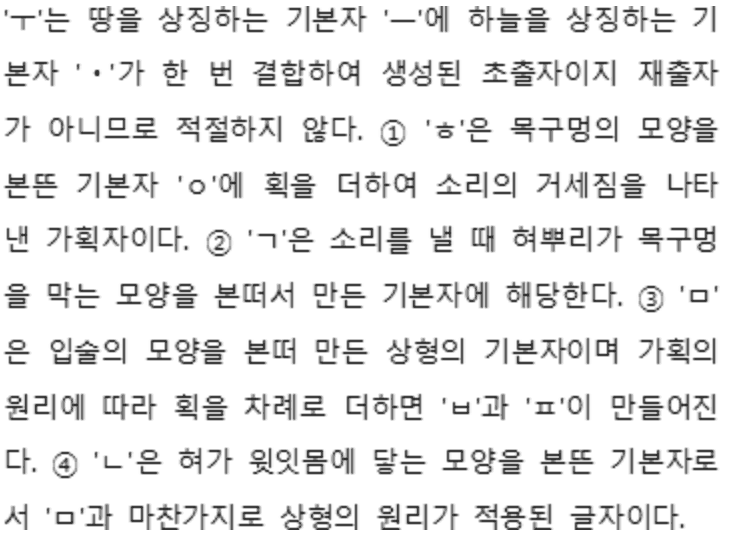 'ㅜ'는 땅을 상징하는 기본자 'ㅡ'에 하늘을 상징하는 기
본자 'ㆍ'가 한 번 결합하여 생성된 초출자이지 재출자
가 아니므로 적절하지 않다. ① 'ㅎ'은 목구멍의 모양을
본뜬 기본자 'ㅇ'에 획을 더하여 소리의 거세짐을 나타
낸 가획자이다. ② 'ㄱ'은 소리를 낼 때 혀뿌리가 목구멍
을 막는 모양을 본떠서 만든 기본자에 해당한다. ③ 'ㅁ'
은 입술의 모양을 본떠 만든 상형의 기본자이며 가획의
원리에 따라 획을 차례로 더하면 'ㅂ'과 'ㅍ'이 만들어진
다. ④ 'ㄴ'은 혀가 윗잇몸에 닿는 모양을 본뜬 기본자로
서 'ㅁ'과 마찬가지로 상형의 원리가 적용된 글자이다.